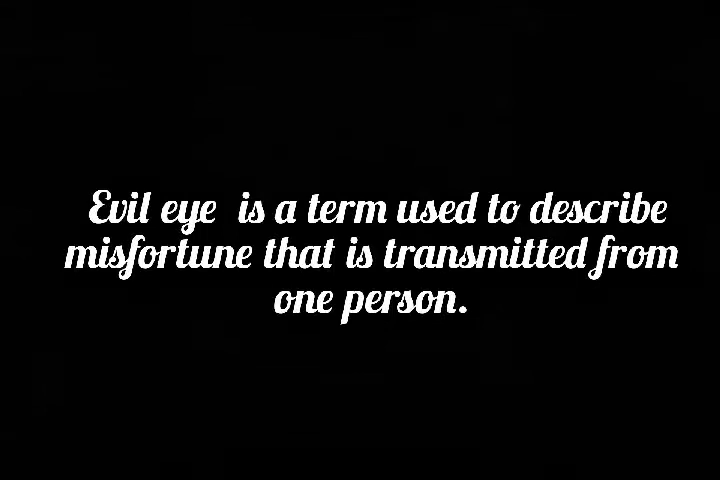 Evil eye is a term used to describe
misfortune that is transmitted from
one person.